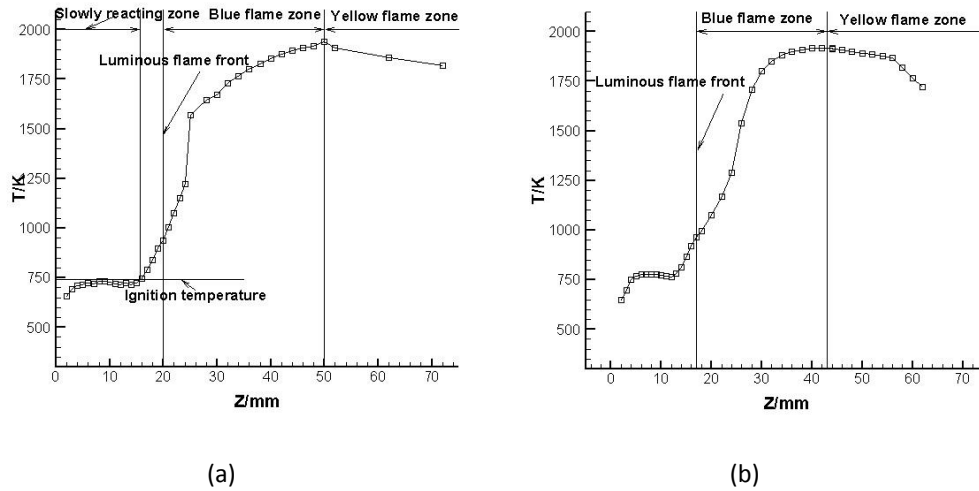 Slowly reacting zone Blue flame zone Yellow flame zone
2000
1750
1500
1250
1000
750
500
T/K
Luminous flame front
Ignition temperature
0 10 20 30 40 50 60 70
Z/mm
(a)
Blue flame zone Yellow flame zone
2000
1750
1500
1250
1000
750
500
T/K
Luminous flame front
0 10 20 30 40 50 60 70
Z/mm
(b)